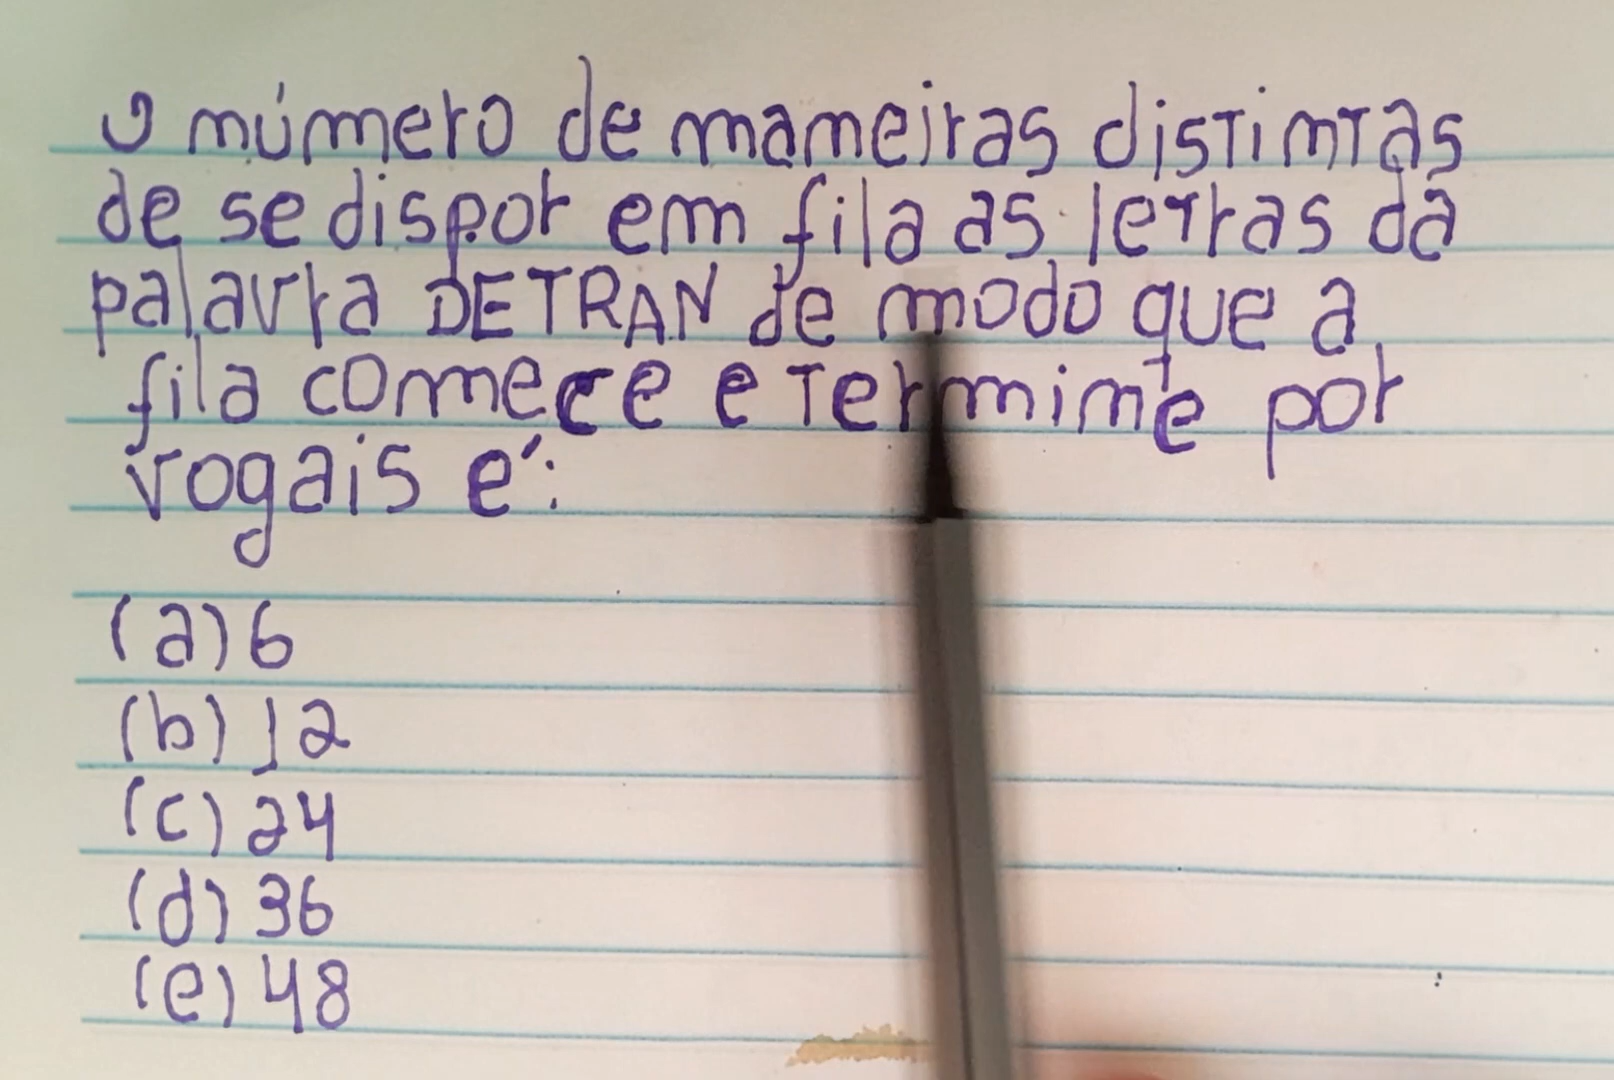 O número de maneiras distintas
de se dispor em fila as letras da
palavra DETRAN de modo que a
fila comece e termine por
vogais é:
(a) 6
(b) 12
(c) 24
(d) 36
(e) 48